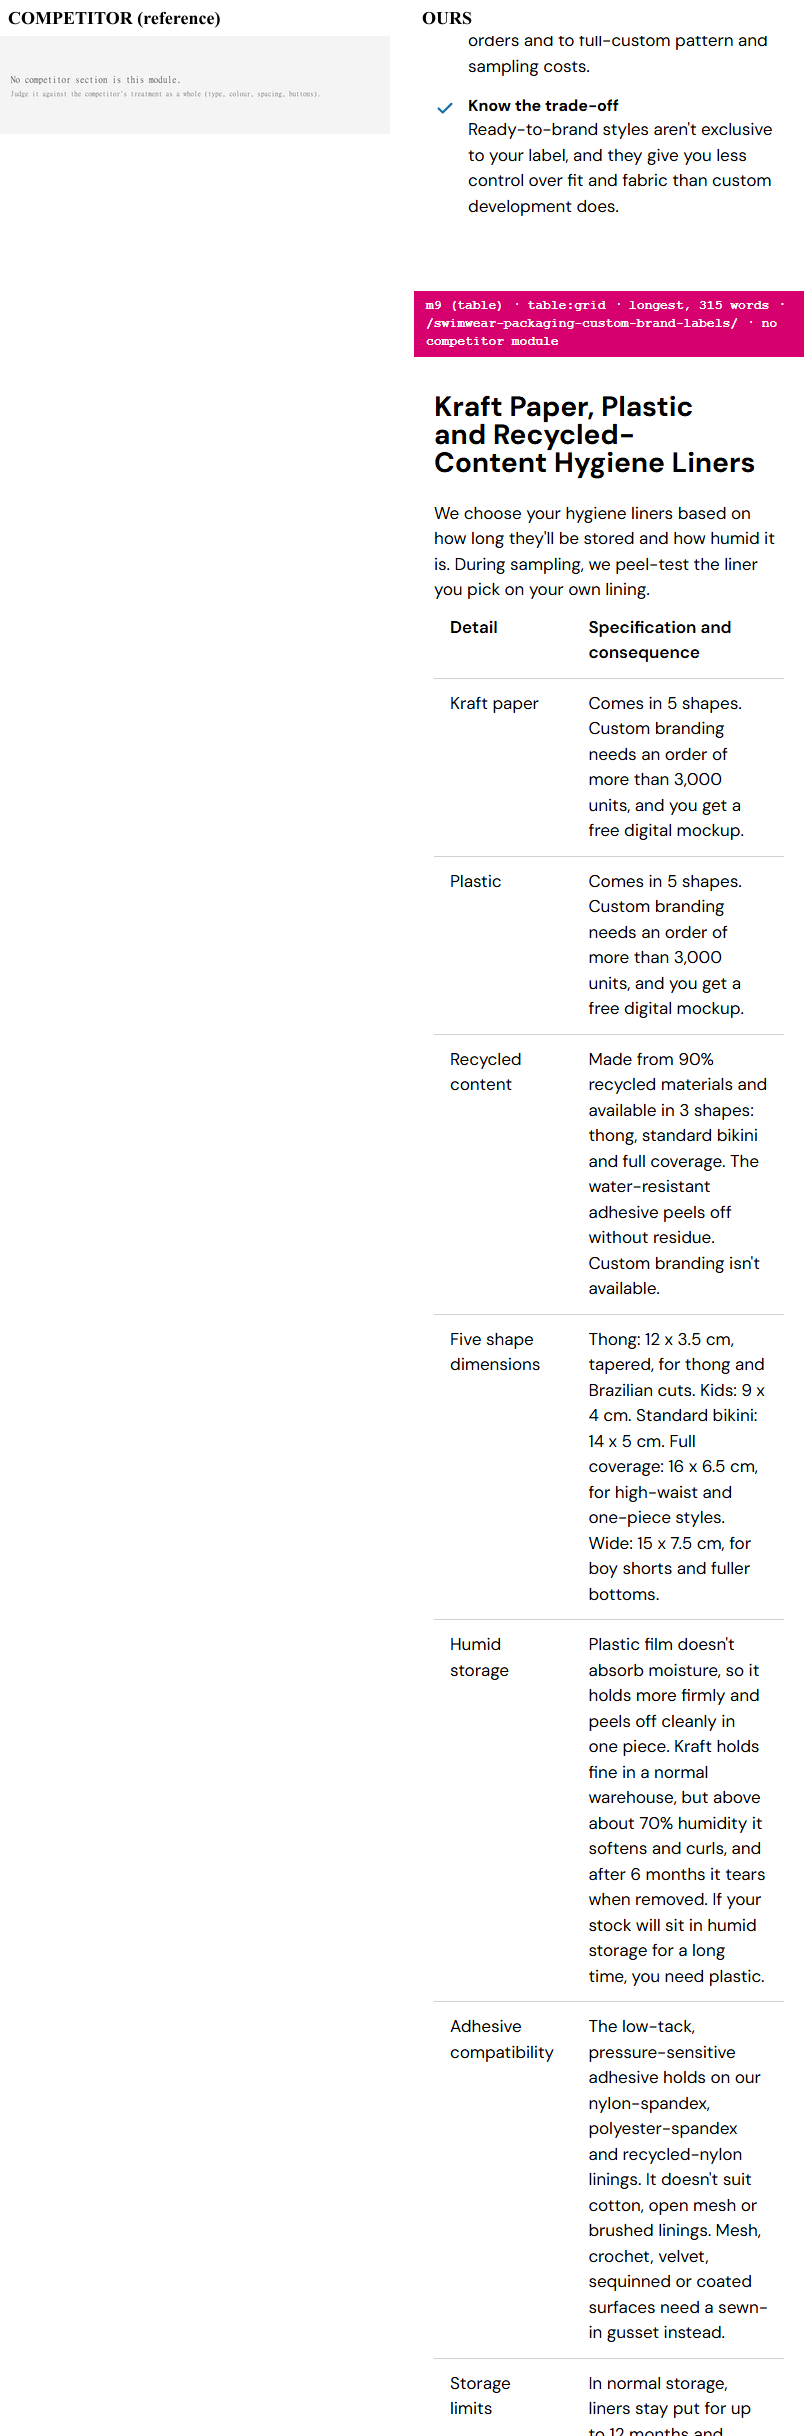 COMPETITOR (reference)
OURS
No competitor section is this module.
Judge it against the competitor's treatment as a whole (type, colour, spacing, buttons).
orders and to full-custom pattern and
sampling costs.
Know the trade-off
Ready-to-brand styles aren't exclusive
to your label, and they give you less
control over fit and fabric than custom
development does.
m9 (table) · table:grid · longest, 315 words ·
/swimwear-packaging-custom-brand-labels/ · no
competitor module
Kraft Paper, Plastic
and Recycled-
Content Hygiene Liners
We choose your hygiene liners based on
how long they'll be stored and how humid it
is. During sampling, we peel-test the liner
you pick on your own lining.
Detail
Specification and
consequence
Kraft paper
Comes in 5 shapes.
Custom branding
needs an order of
more than 3,000
units, and you get a
free digital mockup.
Plastic
Comes in 5 shapes.
Custom branding
needs an order of
more than 3,000
units, and you get a
free digital mockup.
Recycled
content
Made from 90%
recycled materials and
available in 3 shapes:
thong, standard bikini
and full coverage. The
water-resistant
adhesive peels off
without residue.
Custom branding isn't
available.
Five shape
dimensions
Thong: 12 x 3.5 cm,
tapered, for thong and
Brazilian cuts. Kids: 9 x
4 cm. Standard bikini:
14 x 5 cm. Full
coverage: 16 x 6.5 cm,
for high-waist and
one-piece styles.
Wide: 15 x 7.5 cm, for
boy shorts and fuller
bottoms.
Humid
storage
Plastic film doesn't
absorb moisture, so it
holds more firmly and
peels off cleanly in
one piece. Kraft holds
fine in a normal
warehouse, but above
about 70% humidity it
softens and curls, and
after 6 months it tears
when removed. If your
stock will sit in humid
storage for a long
time, you need plastic.
Adhesive
compatibility
The low-tack,
pressure-sensitive
adhesive holds on our
nylon-spandex,
polyester-spandex
and recycled-nylon
linings. It doesn't suit
cotton, open mesh or
brushed linings. Mesh,
crochet, velvet,
sequinned or coated
surfaces need a sewn-
in gusset instead.
Storage
limits
In normal storage,
liners stay put for up
to 12 months and